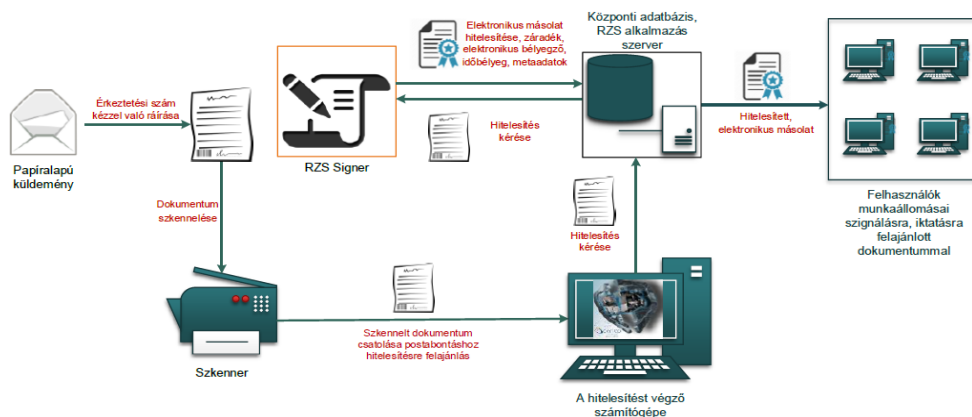 Papíralapú
küldemény
Érkeztetési szám
kézzel való ráírása
Dokumentum
szkennelése
Szkenner
Szkennelt dokumentum
csatolása postabontáshoz
hitelesítésre felajánlás
A hitelesítést végző
számítógépe
Hitelesítés
kérése
Központi adatbázis,
RZS alkalmazás
szerver
Hitelesítés
kérése
RZS Signer
Elektronikus másolat
hitelesítése, záradék,
elektronikus bélyegző,
időbélyeg, metaadatok
Hitelesített,
elektronikus másolat
Felhasználók
munkaállomásai
szignálásra, iktatásra
felajánlott
dokumentummal